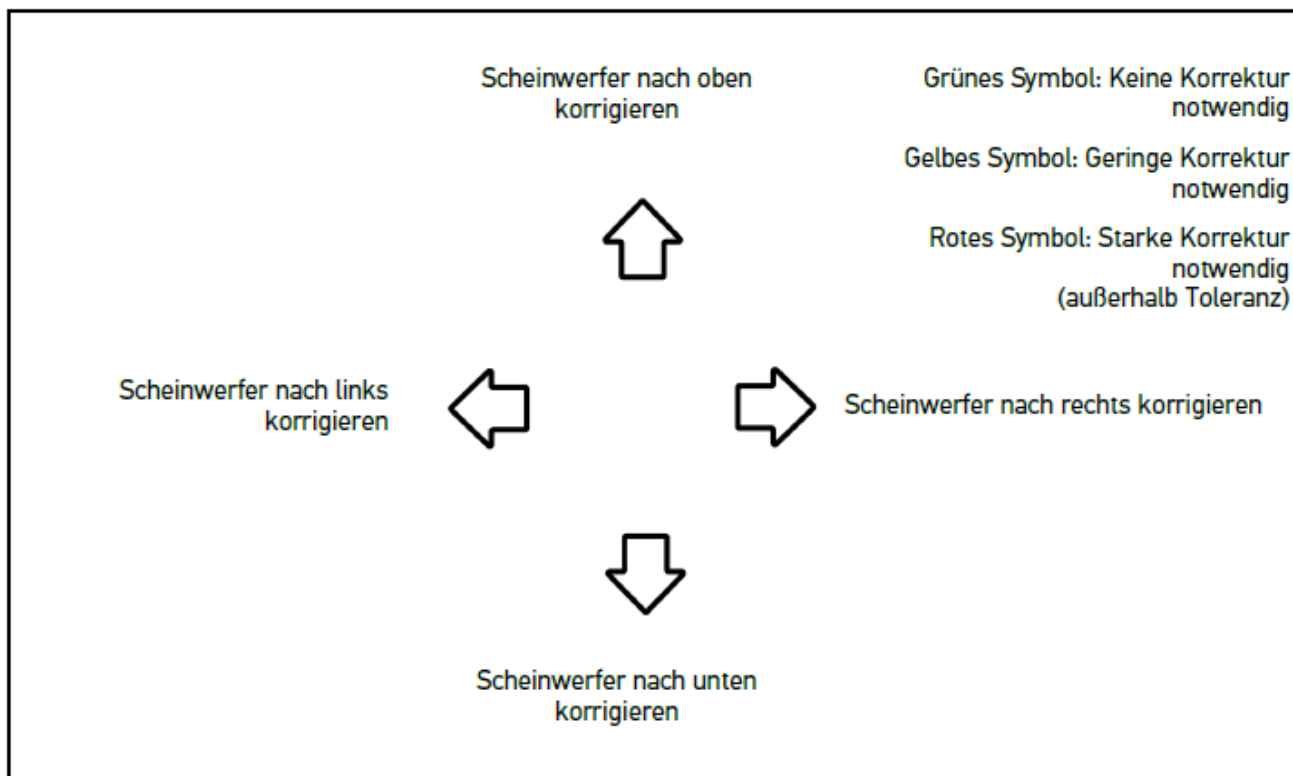 Scheinwerfer nach oben
korrigieren
Grünes Symbol: Keine Korrektur
notwendig
Gelbes Symbol: Geringe Korrektur
notwendig
Rotes Symbol: Starke Korrektur
notwendig
(außerhalb Toleranz)
Scheinwerfer nach links
korrigieren
Scheinwerfer nach rechts korrigieren
Scheinwerfer nach unten
korrigieren